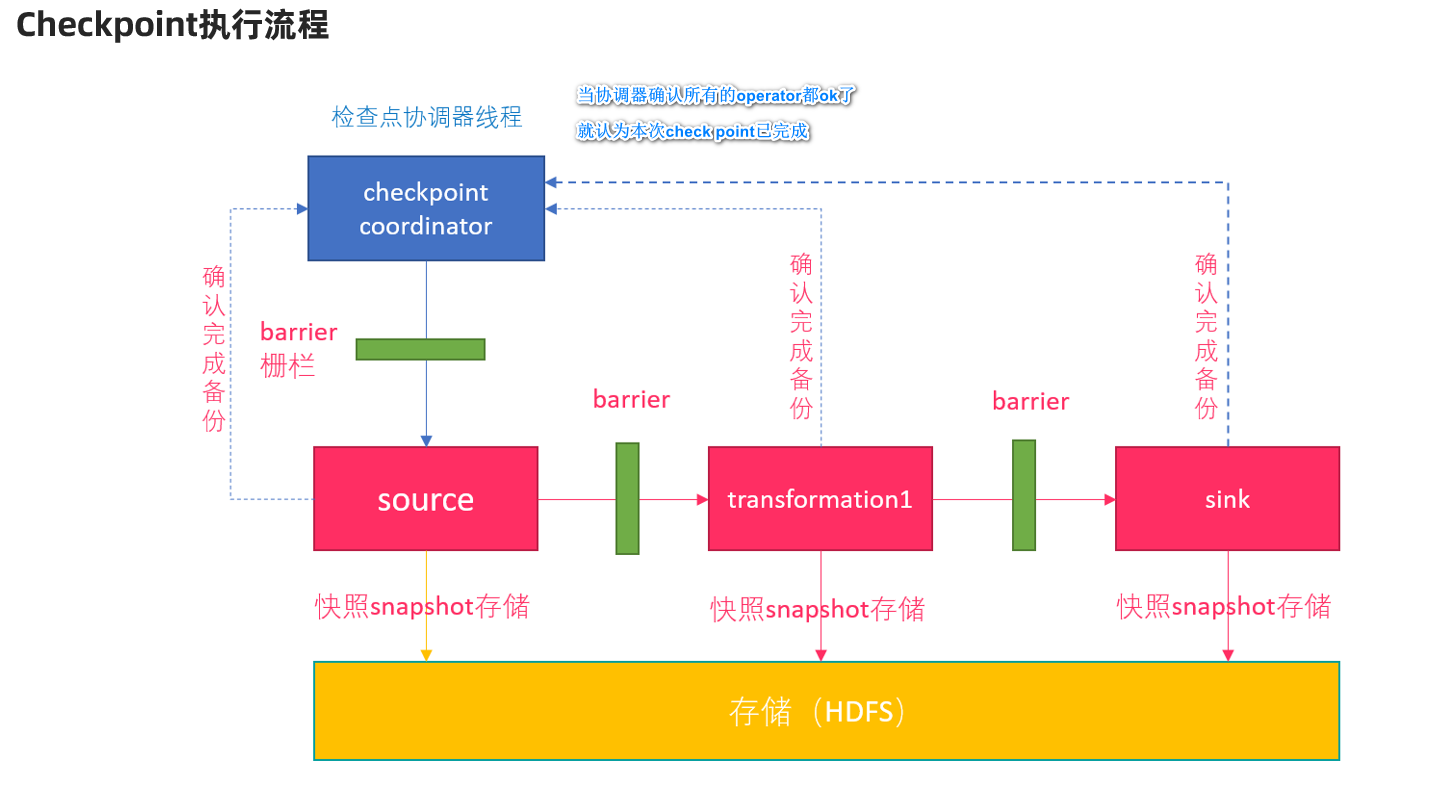 Checkpoint执行流程
检查点协调器线程
当协调器确认所有的operator都ok了
就认为本次check point已完成
checkpoint
coordinator
确认完成备份
barrier
栅栏
确认完成备份
确认完成备份
barrier
barrier
source
transformation1
sink
快照snapshot存储
快照snapshot存储
快照snapshot存储
存储（HDFS）